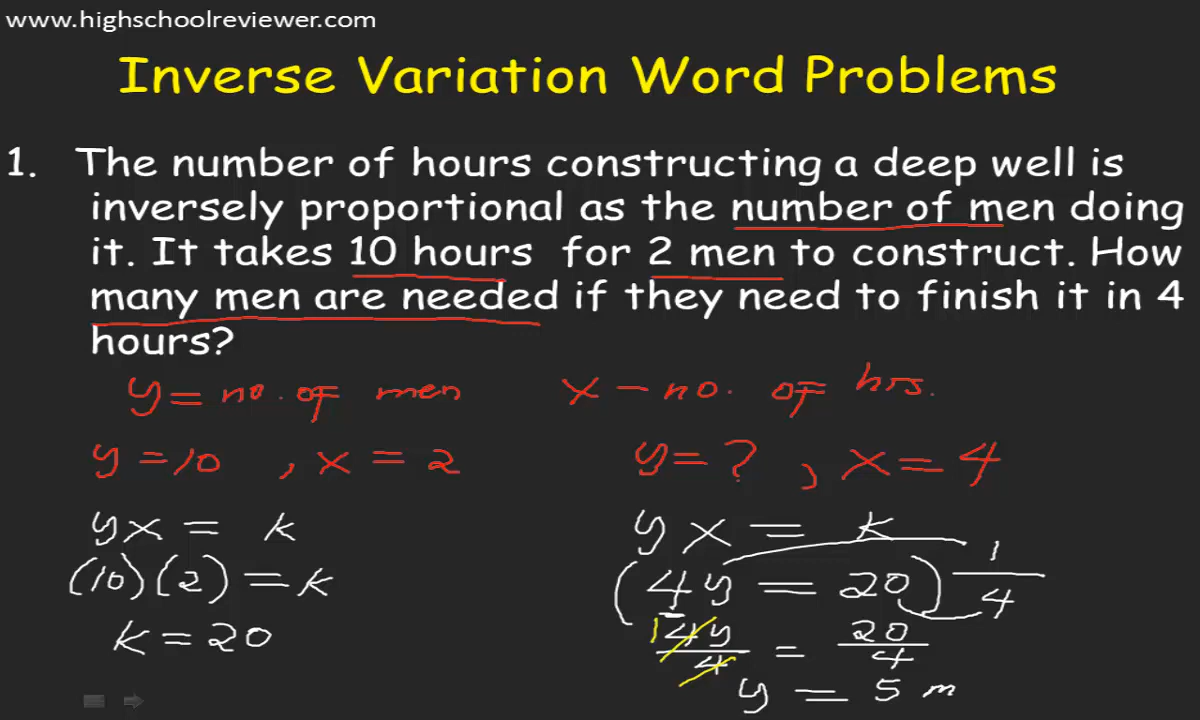 www.highschoolreviewer.com
Inverse Variation Word Problems
1. The number of hours constructing a deep well is
inversely proportional as the number of men doing
it. It takes 10 hours for 2 men to construct. How
many men are needed if they need to finish it in 4
hours?
y = no. of men x - no. of hrs.
y = 10 , x = 2 y = ? , x = 4
yx = k yx = k
(10)(2) = k (4y = 20) 1/4
k = 20 1 4y/4 = 20/4
y = 5 m